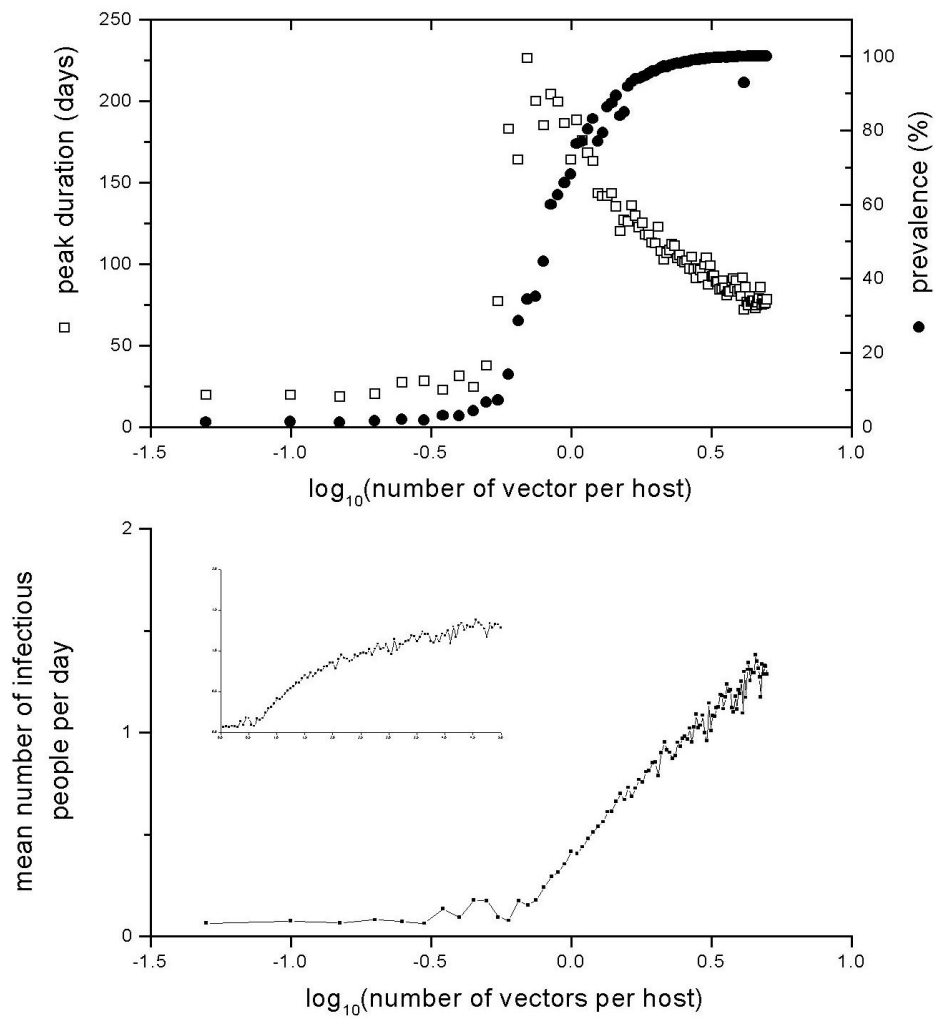 250
200
150
100
50
0
peak duration (days)
100
80
60
40
20
0
prevalence (%)
-1.5 -1.0 -0.5 0.0 0.5 1.0
log10(number of vector per host)
2
1
0
mean number of infectious
people per day
-1.5 -1.0 -0.5 0.0 0.5 1.0
log10(number of vectors per host)